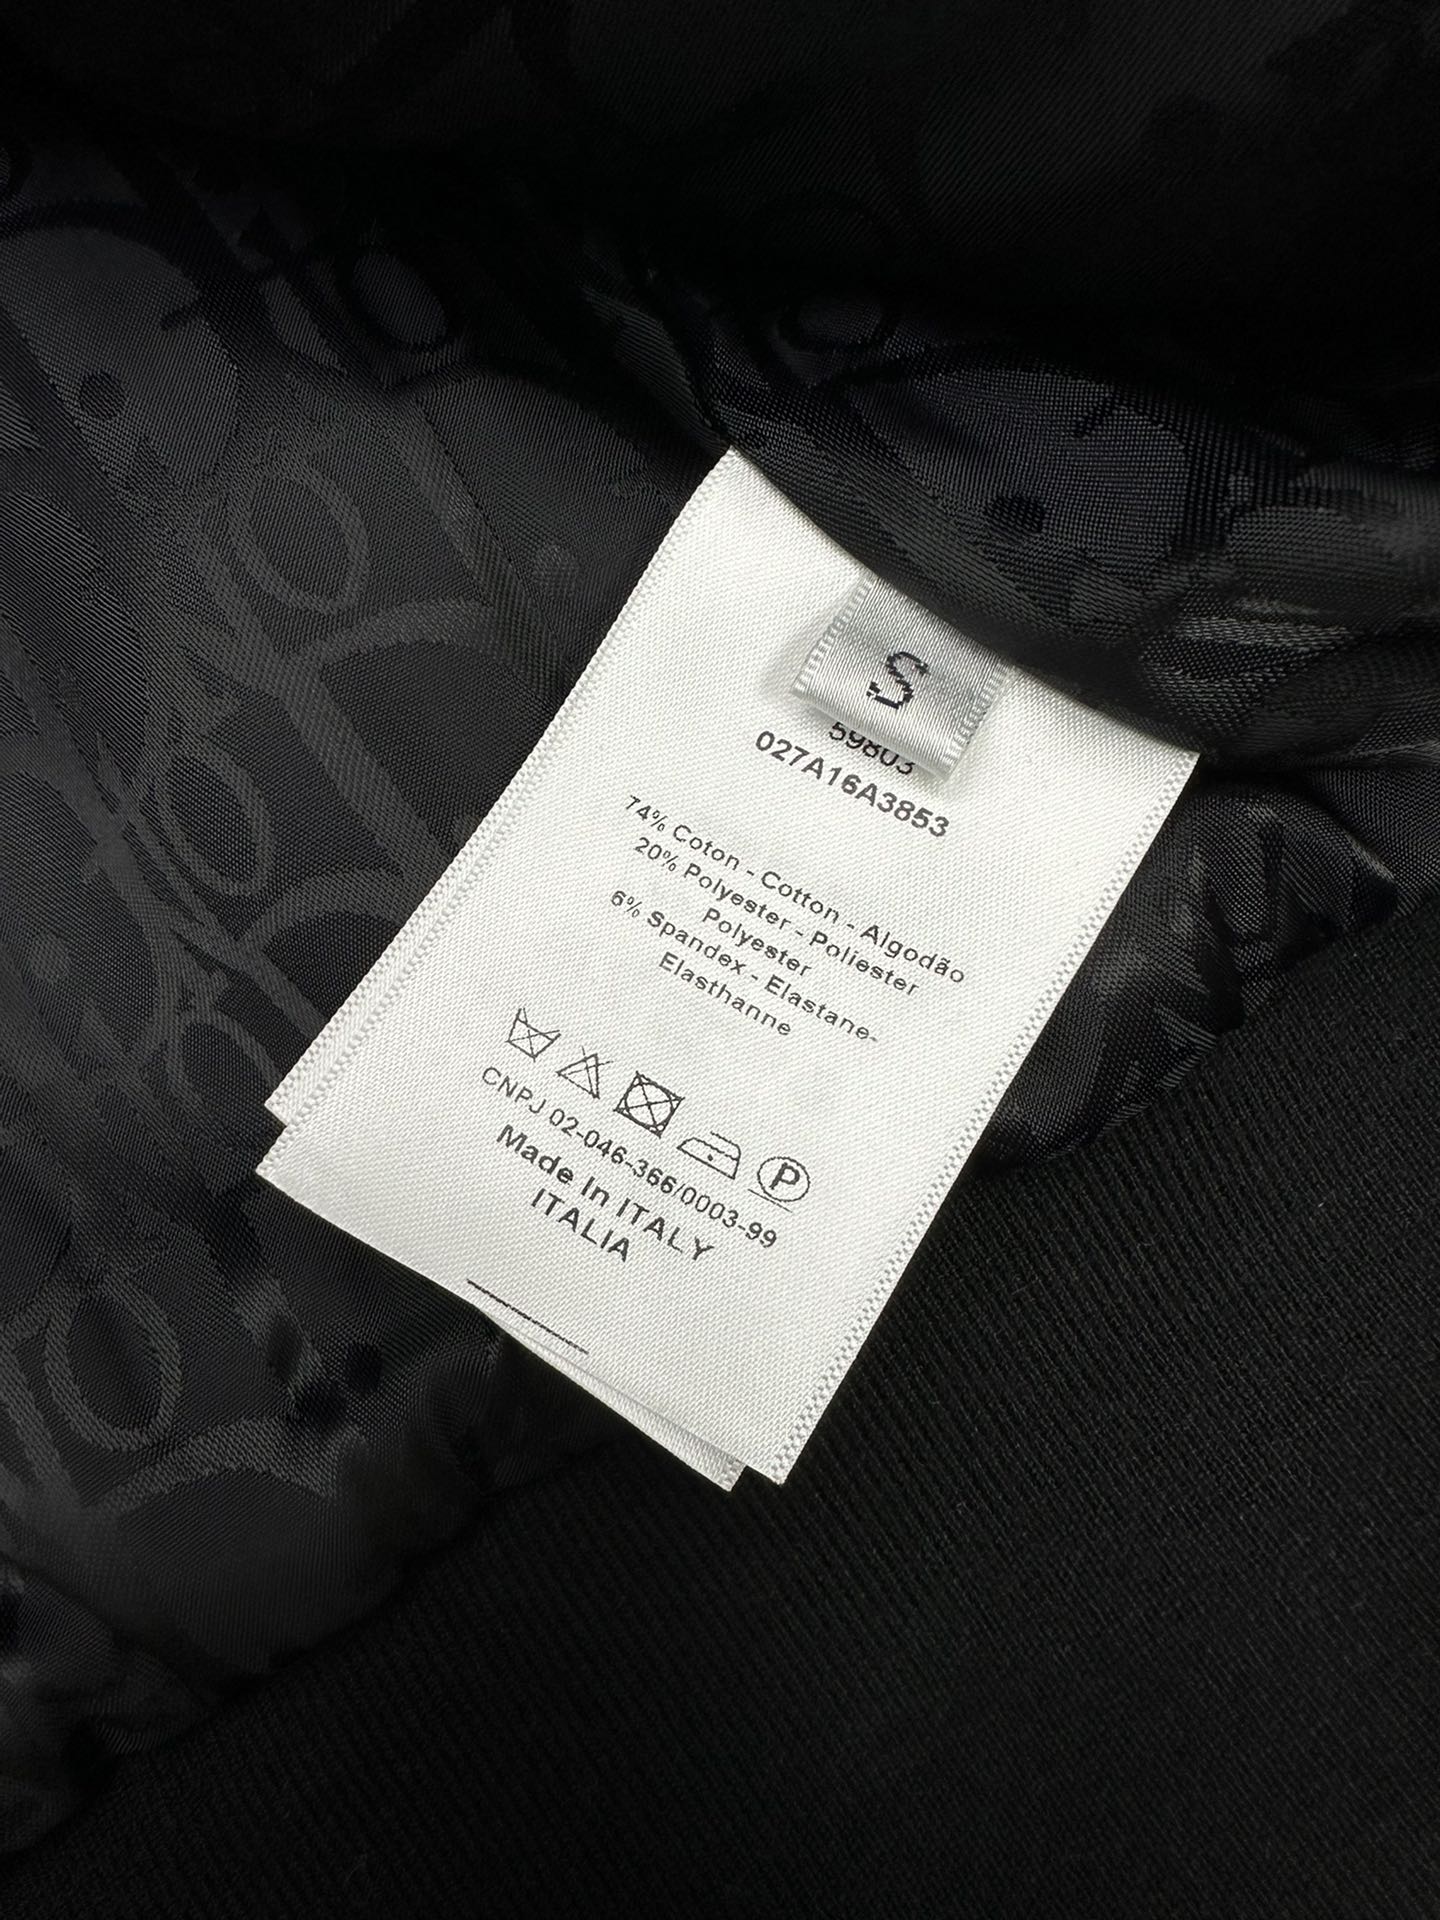 S
59803
027A16A3853
74% Coton - Cotton - Algodão
20% Polyester - Poliester
Polyester
6% Spandex - Elastane-
Elasthanne
P
CNPJ 02-046-366/0003-99
Made In ITALY
ITALIA